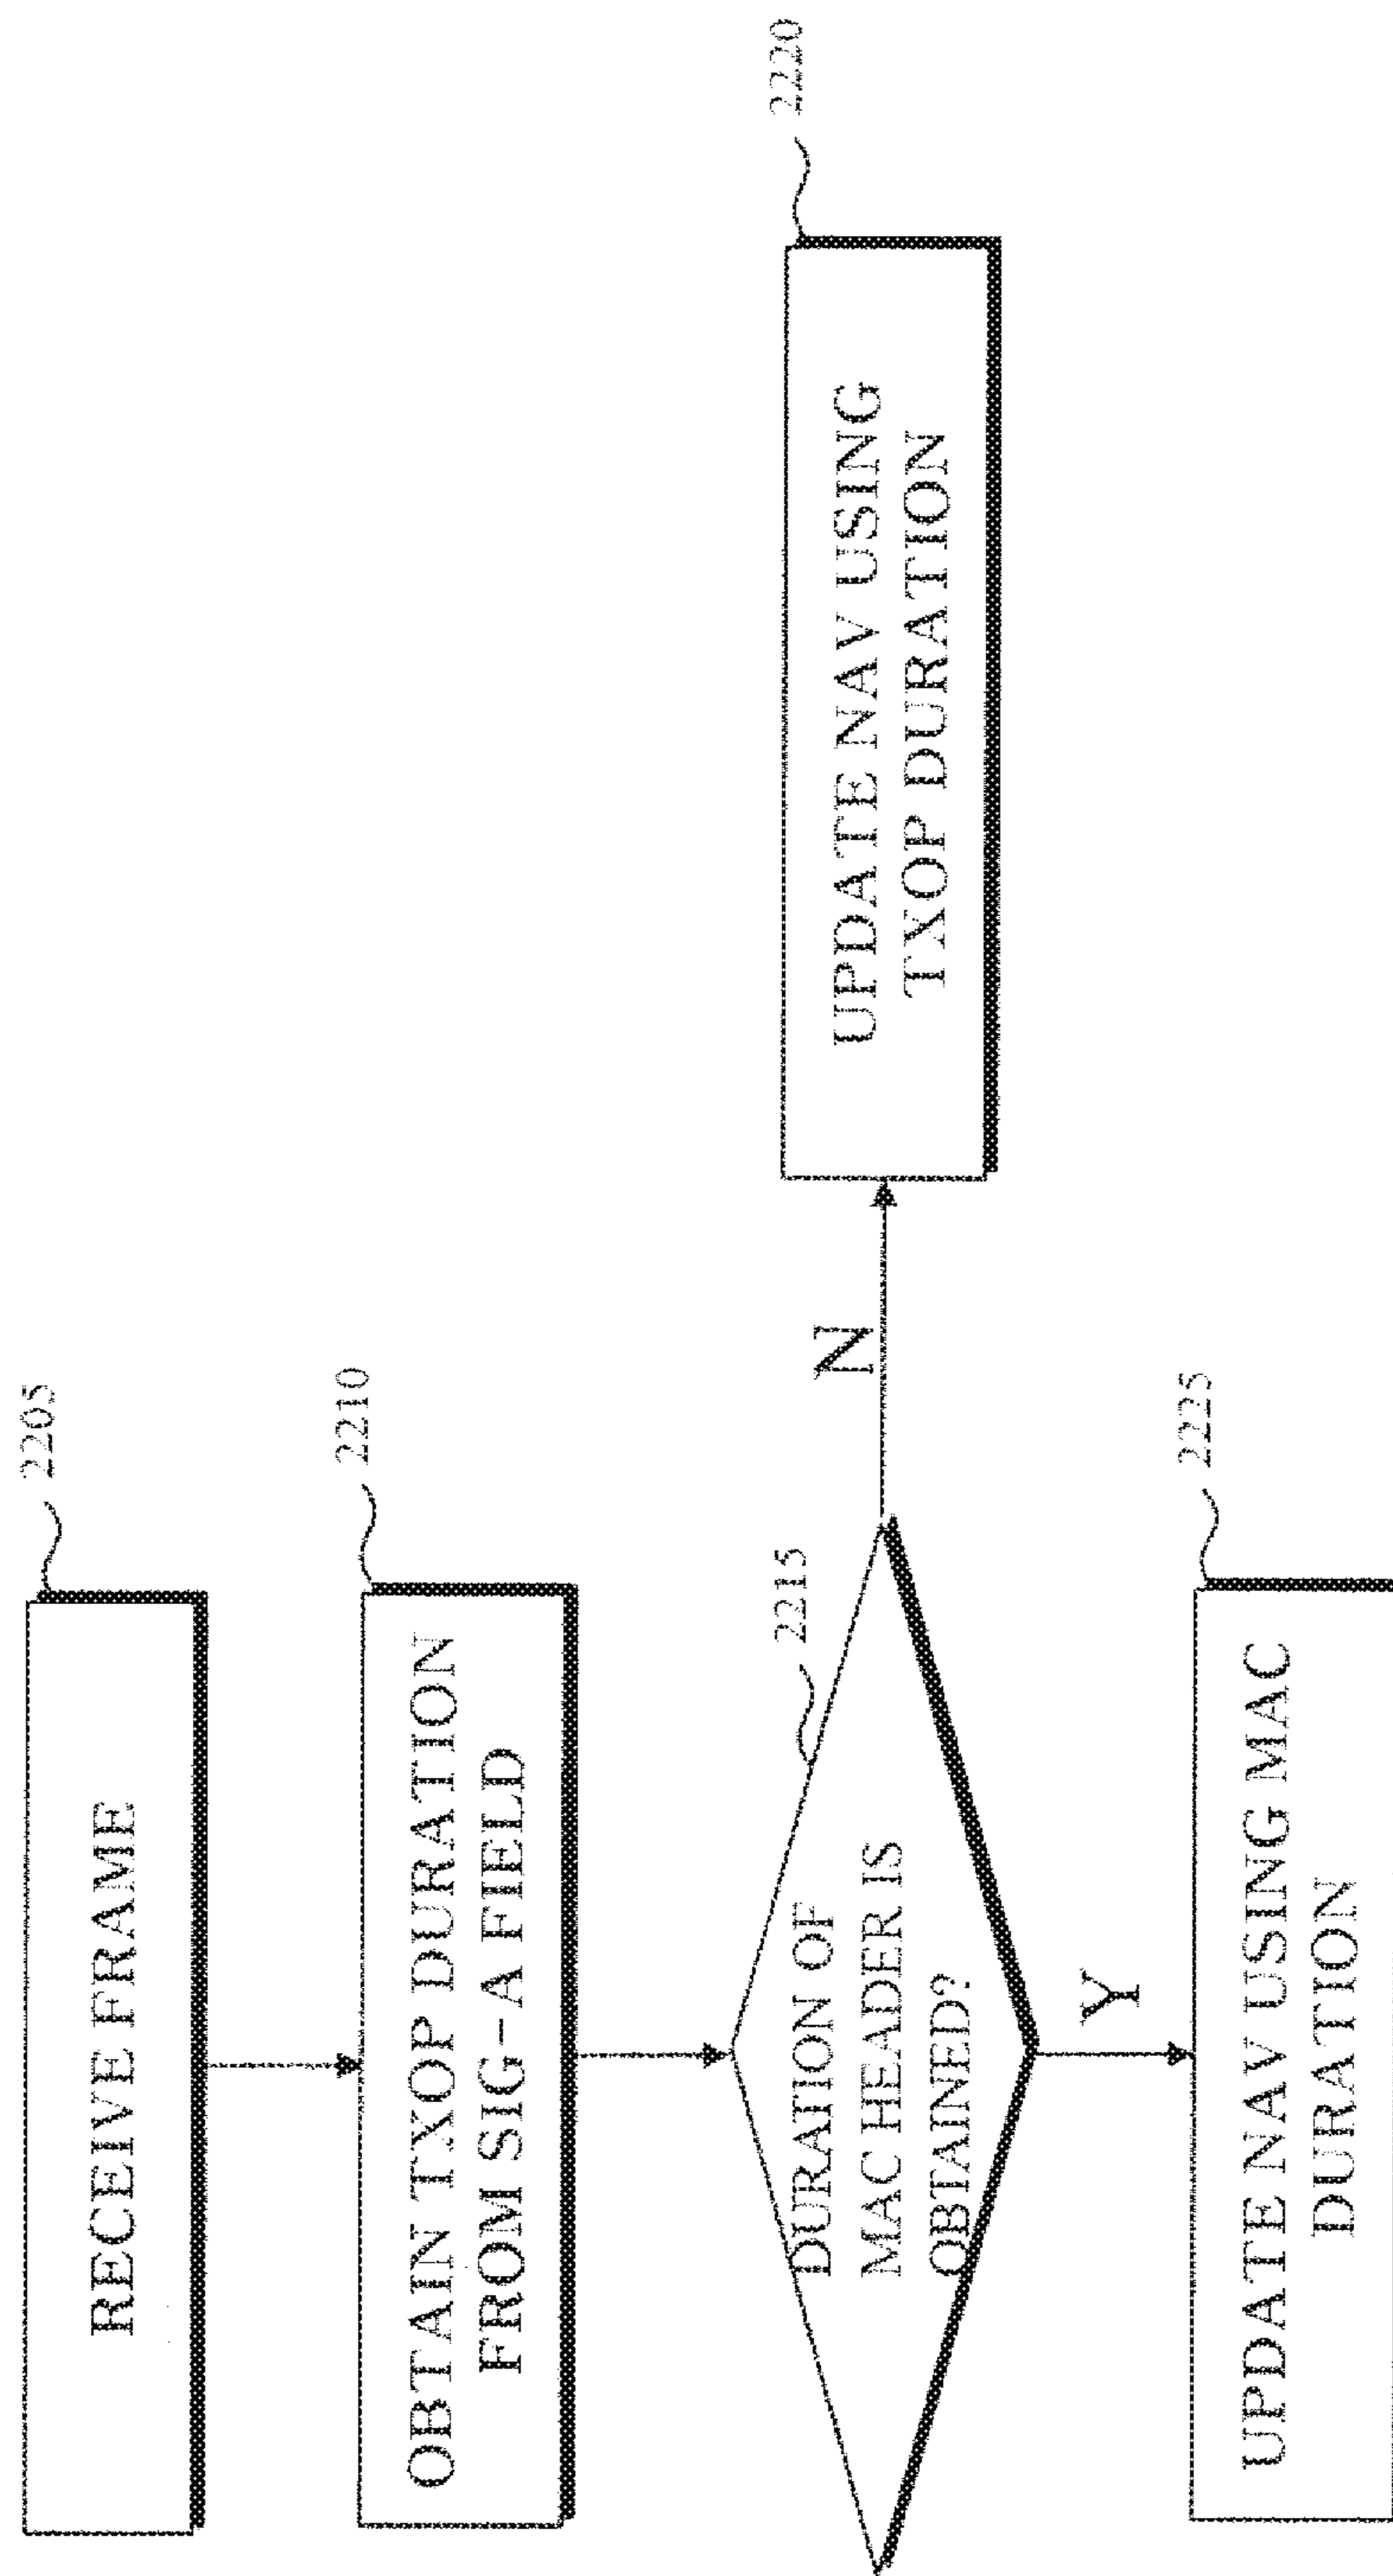 2205
RECEIVE FRAME
2210
OBTAIN TXOP DURATION
FROM SIG-A FIELD
2215
DURATION OF
MAC HEADER IS
OBTAINED?
N
2220
UPDATE NAV USING
TXOP DURATION
Y
2225
UPDATE NAV USING MAC
DURATION